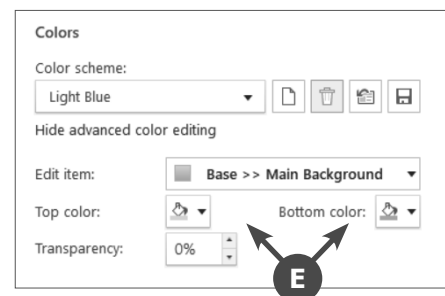 Colors
Color scheme:
Light Blue
Hide advanced color editing
Edit item: Base >> Main Background
Top color: Bottom color:
Transparency: 0%
E